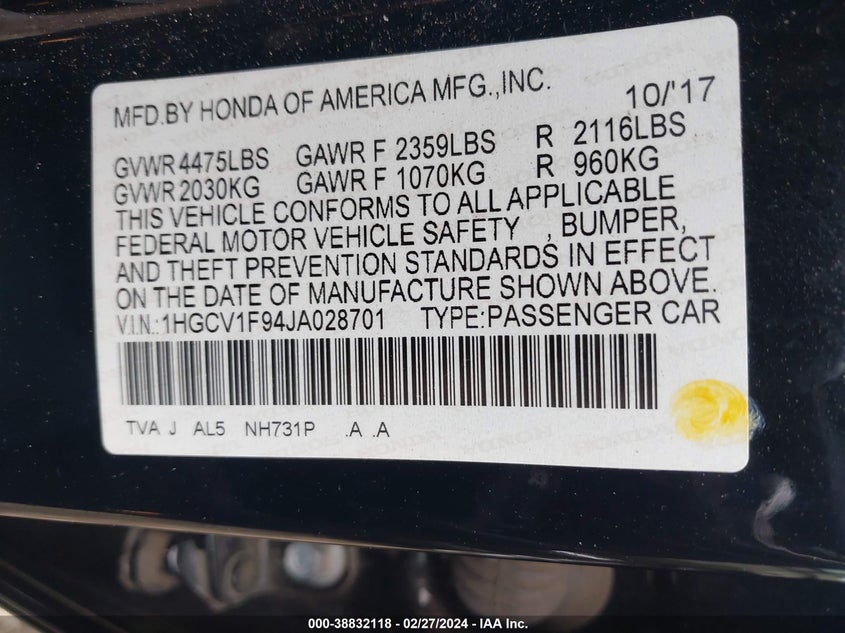 MFD.BY HONDA OF AMERICA MFG.,INC. 10/'17
GVWR 4475LBS GAWR F 2359LBS R 2116LBS
GVWR 2030KG GAWR F 1070KG R 960KG
THIS VEHICLE CONFORMS TO ALL APPLICABLE
FEDERAL MOTOR VEHICLE SAFETY , BUMPER,
AND THEFT PREVENTION STANDARDS IN EFFECT
ON THE DATE OF MANUFACTURE SHOWN ABOVE.
V.I.N.:1HGCV1F94JA028701 TYPE:PASSENGER CAR
TVA J AL5 NH731P .A .A
000-38832118 - 02/27/2024 - IAA Inc.